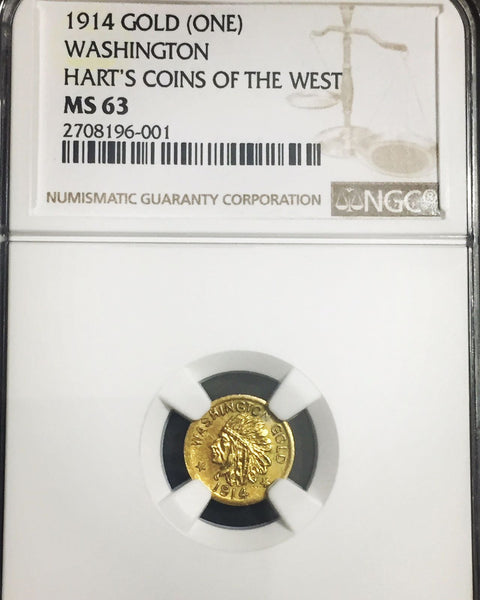 1914 GOLD (ONE)
WASHINGTON
HART'S COINS OF THE WEST
MS 63
2708196-001
NUMISMATIC GUARANTY CORPORATION
NGC®
WASHINGTON GOLD
1914